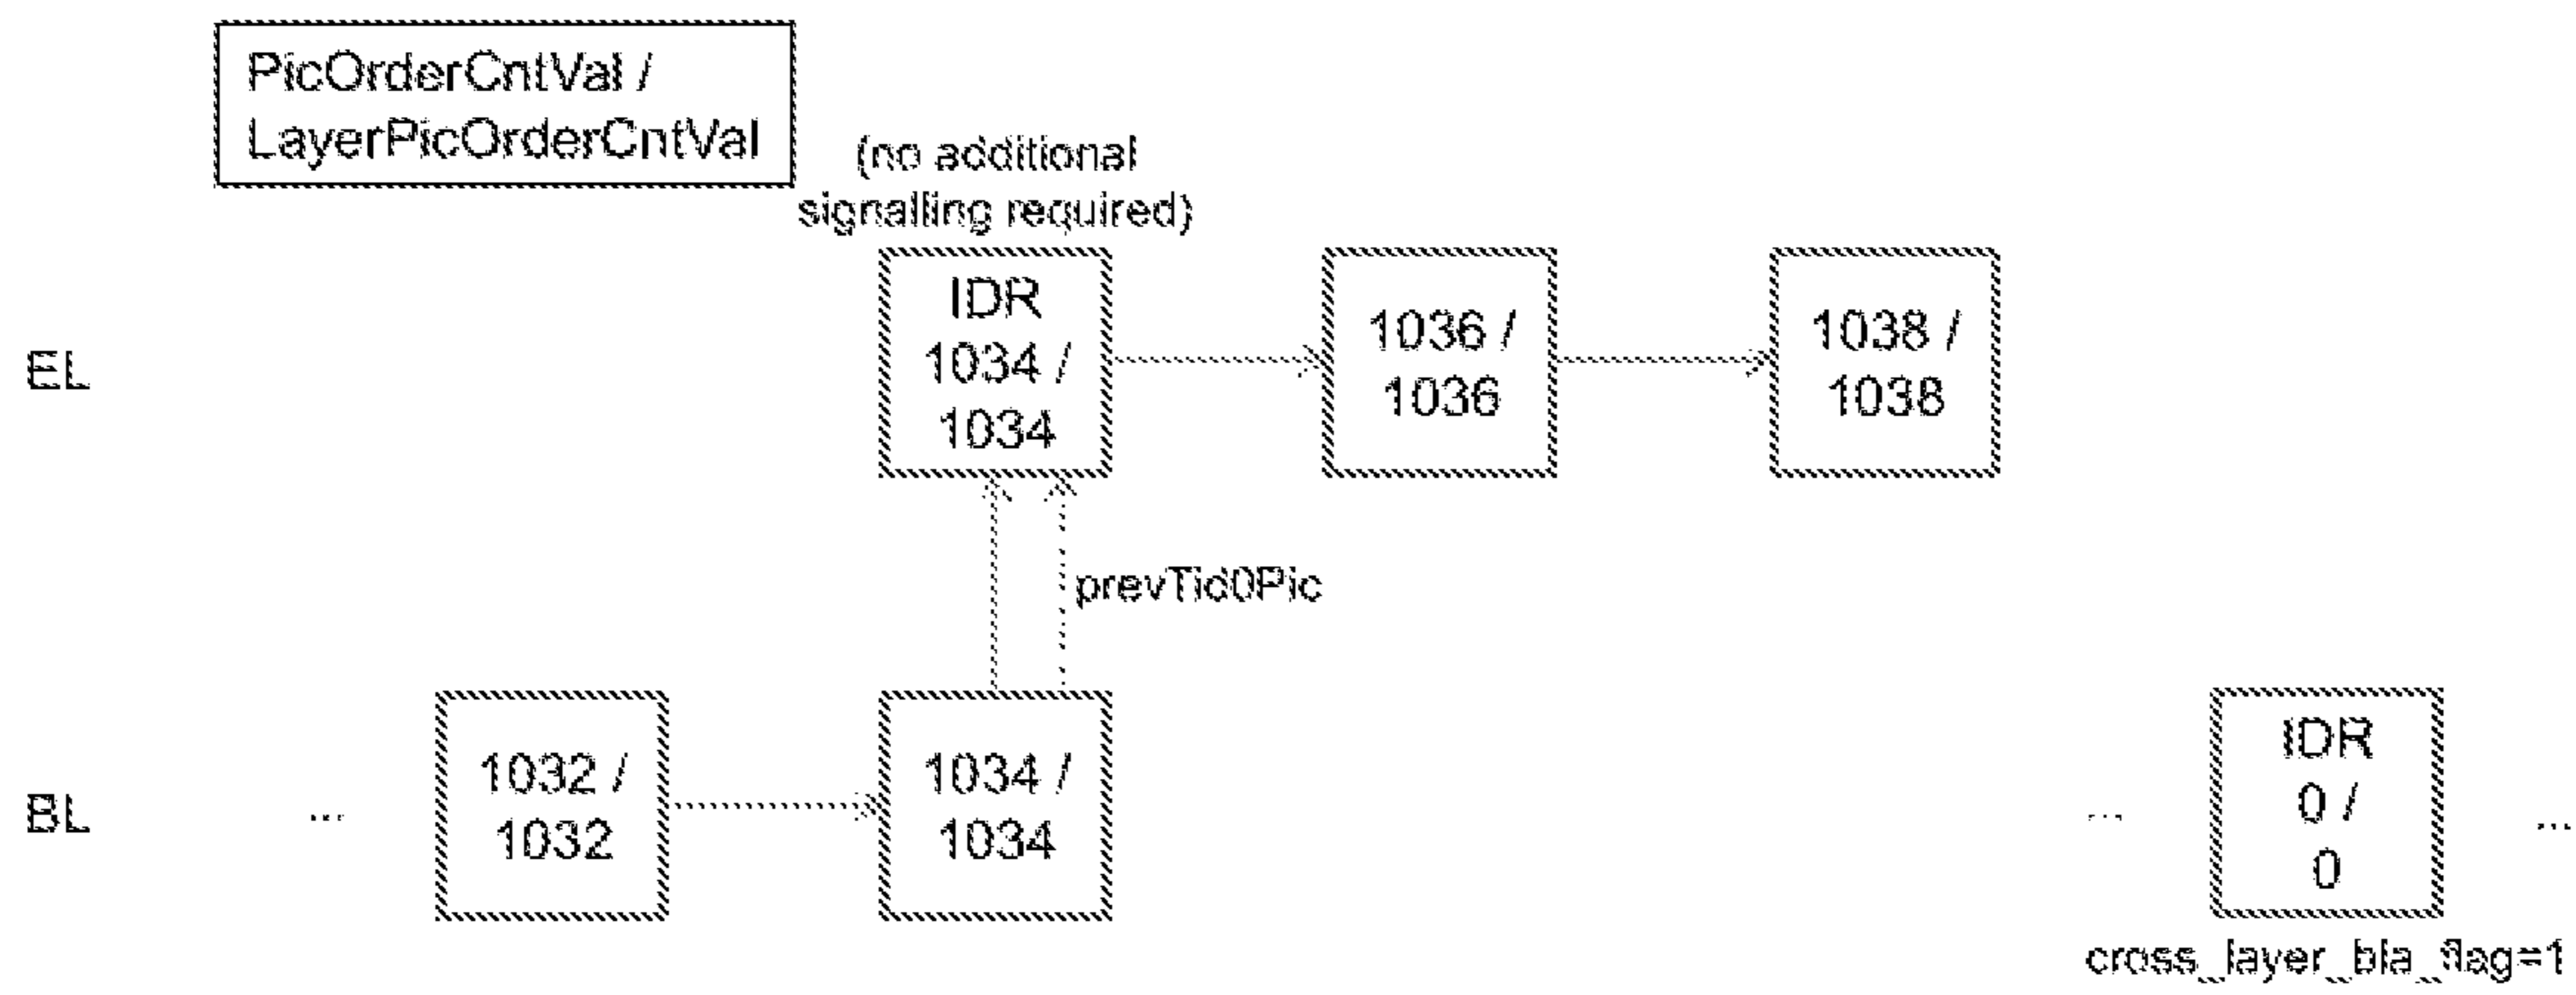 PicOrderCntVal /
LayerPicOrderCntVal
(no additional
signalling required)
EL
IDR
1034 /
1034
1036 /
1036
1038 /
1038
prevTid0Pic
BL
...
1032 /
1032
1034 /
1034
...
IDR
0 /
0
...
cross_layer_bla_flag=1